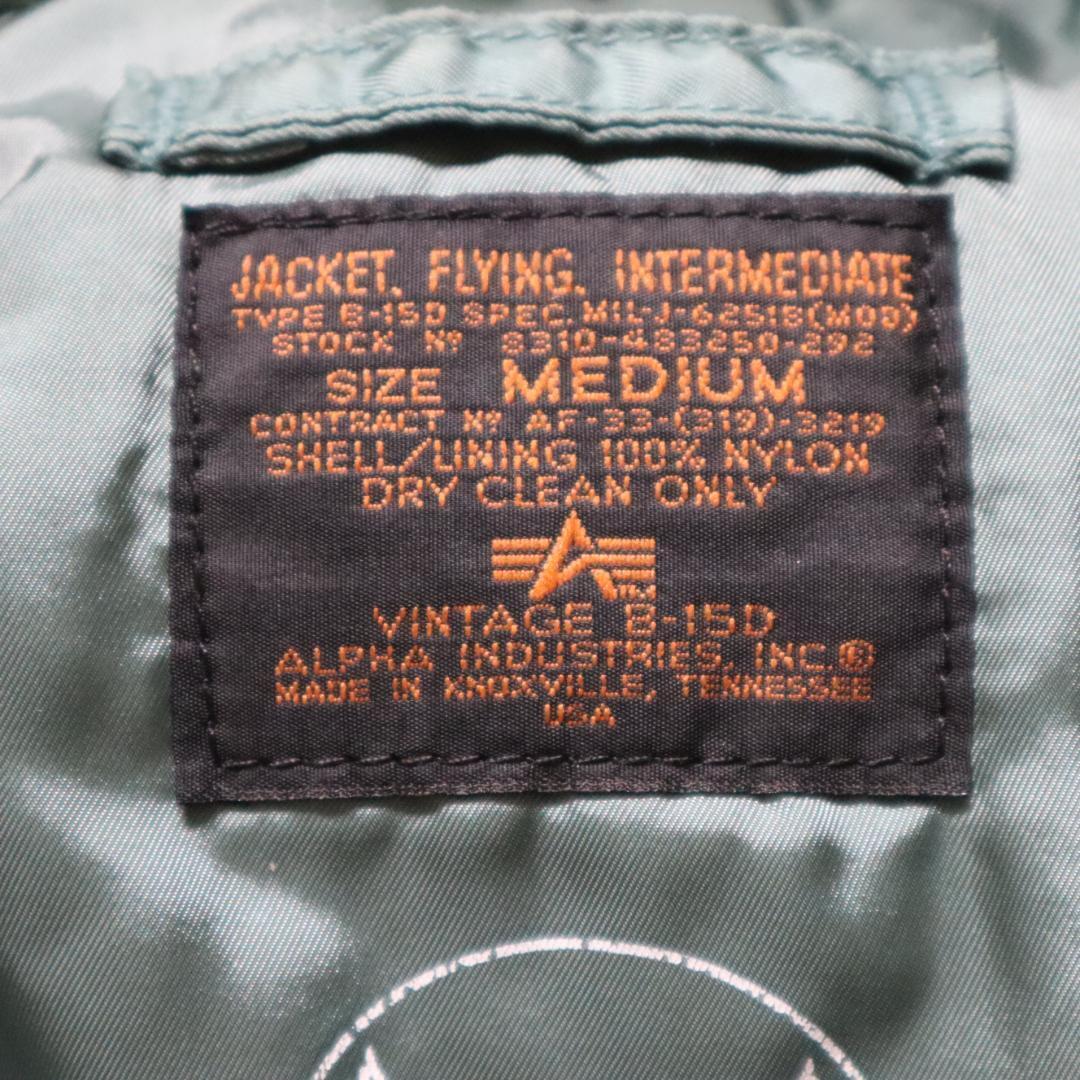 JACKET, FLYING, INTERMEDIATE
TYPE B-15D SPEC. MIL-J-6251B(MOD)
STOCK Nº 8310-483250-292
SIZE MEDIUM
CONTRACT Nº AF-33-(319)-3219
SHELL/LINING 100% NYLON
DRY CLEAN ONLY
TM
VINTAGE B-15D
ALPHA INDUSTRIES, INC.®
MADE IN KNOXVILLE, TENNESSEE
USA